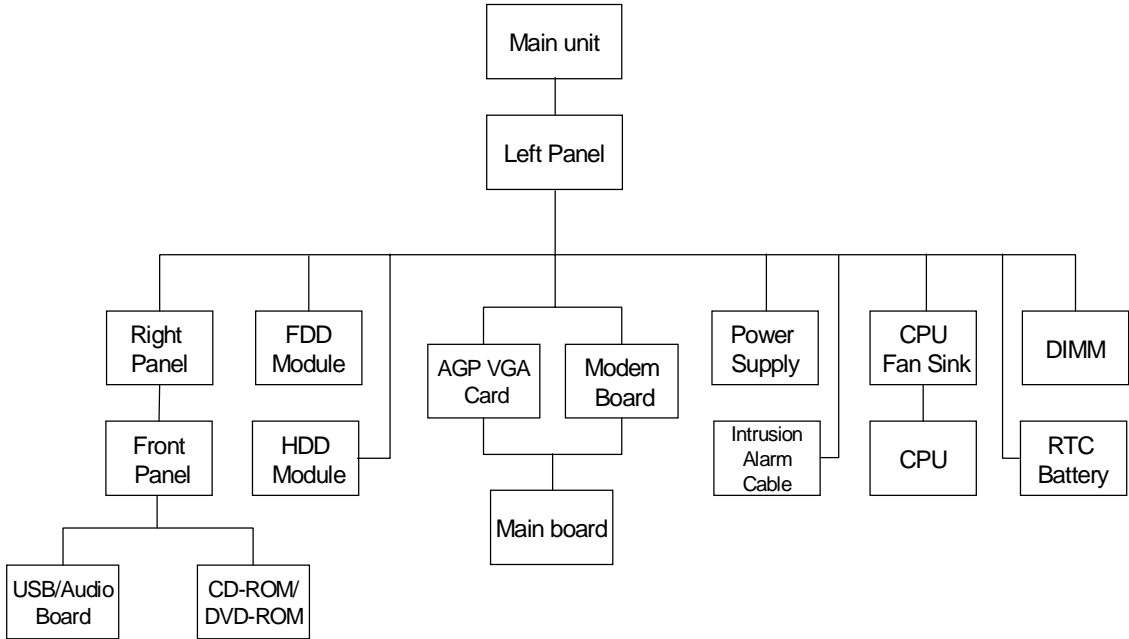 Main unit
Left Panel
Right
Panel
FDD
Module
AGP VGA
Card
Modem
Board
Power
Supply
CPU
Fan Sink
DIMM
Front
Panel
HDD
Module
Intrusion
Alarm
Cable
CPU
RTC
Battery
Main board
USB/Audio
Board
CD-ROM/
DVD-ROM